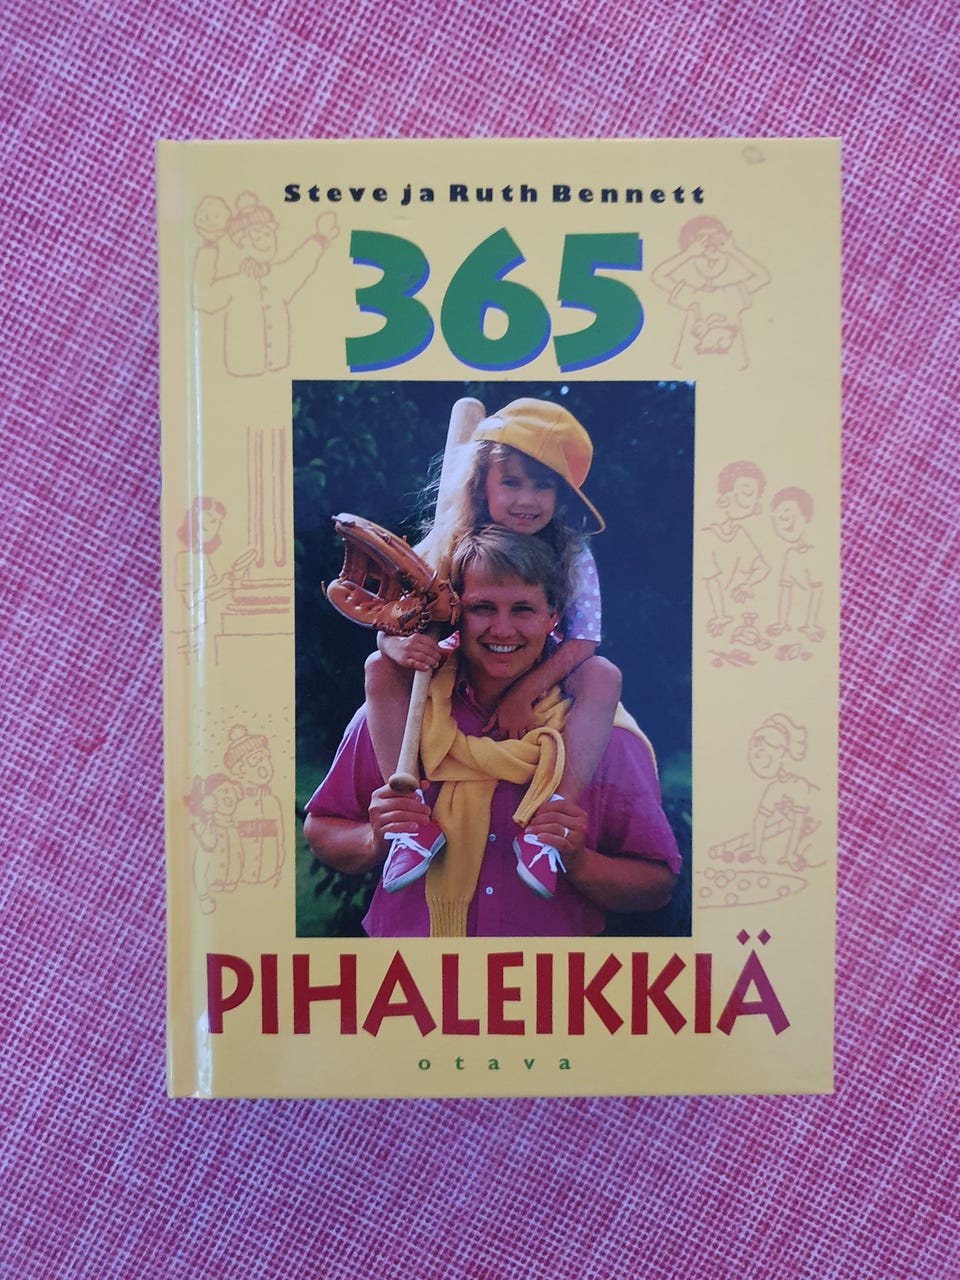 Steve ja Ruth Bennett
365
PIHALEIKKIÄ
otava